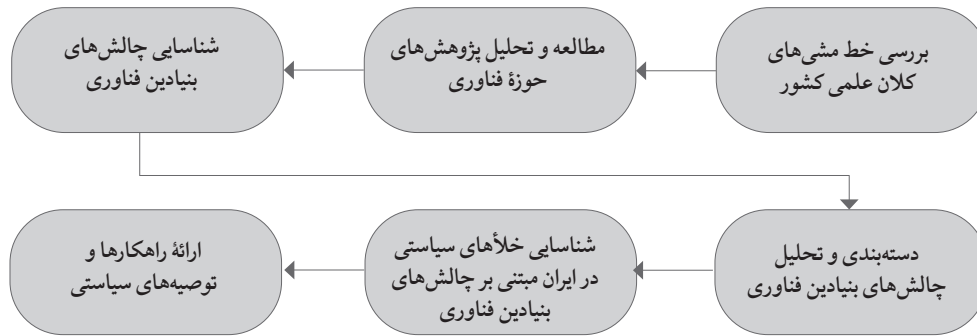 بررسی خط مشی‌های
کلان علمی کشور
مطالعه و تحلیل پژوهش‌های
حوزۀ فناوری
شناسایی چالش‌های
بنیادین فناوری
دسته‌بندی و تحلیل
چالش‌های بنیادین فناوری
شناسایی خلأهای سیاستی
در ایران مبتنی بر چالش‌های
بنیادین فناوری
ارائۀ راهکارها و
توصیه‌های سیاستی